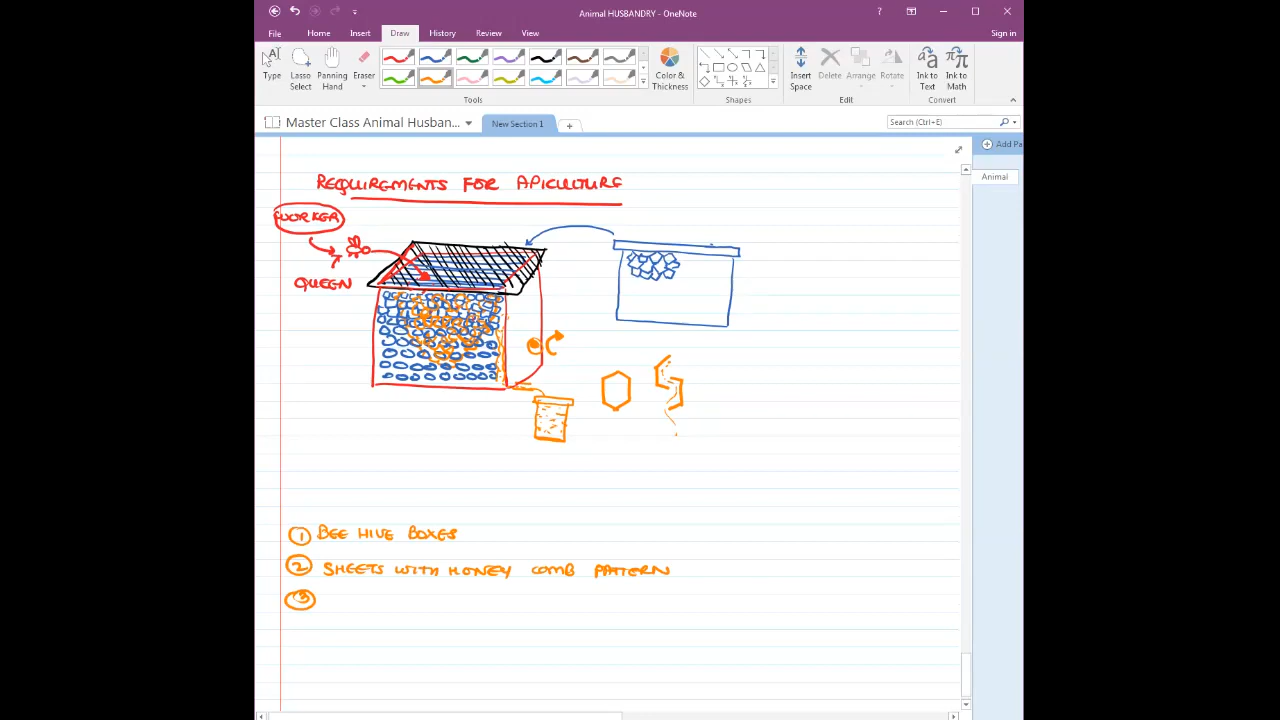 Animal HUSBANDRY - OneNote
File Home Insert Draw History Review View Sign in
Type
Lasso Select
Panning Hand
Eraser
Color & Thickness
Insert Space
Delete
Arrange
Rotate
Ink to Text
Ink to Math
Tools Shapes Edit Convert
Master Class Animal Husban...
New Section 1
Search (Ctrl+E)
Add Pa
Animal
REQUIREMENTS FOR APICULTURE
WORKER
QUEEN
1 BEE HIVE BOXES
2 SHEETS WITH HONEY COMB PATTERN
3